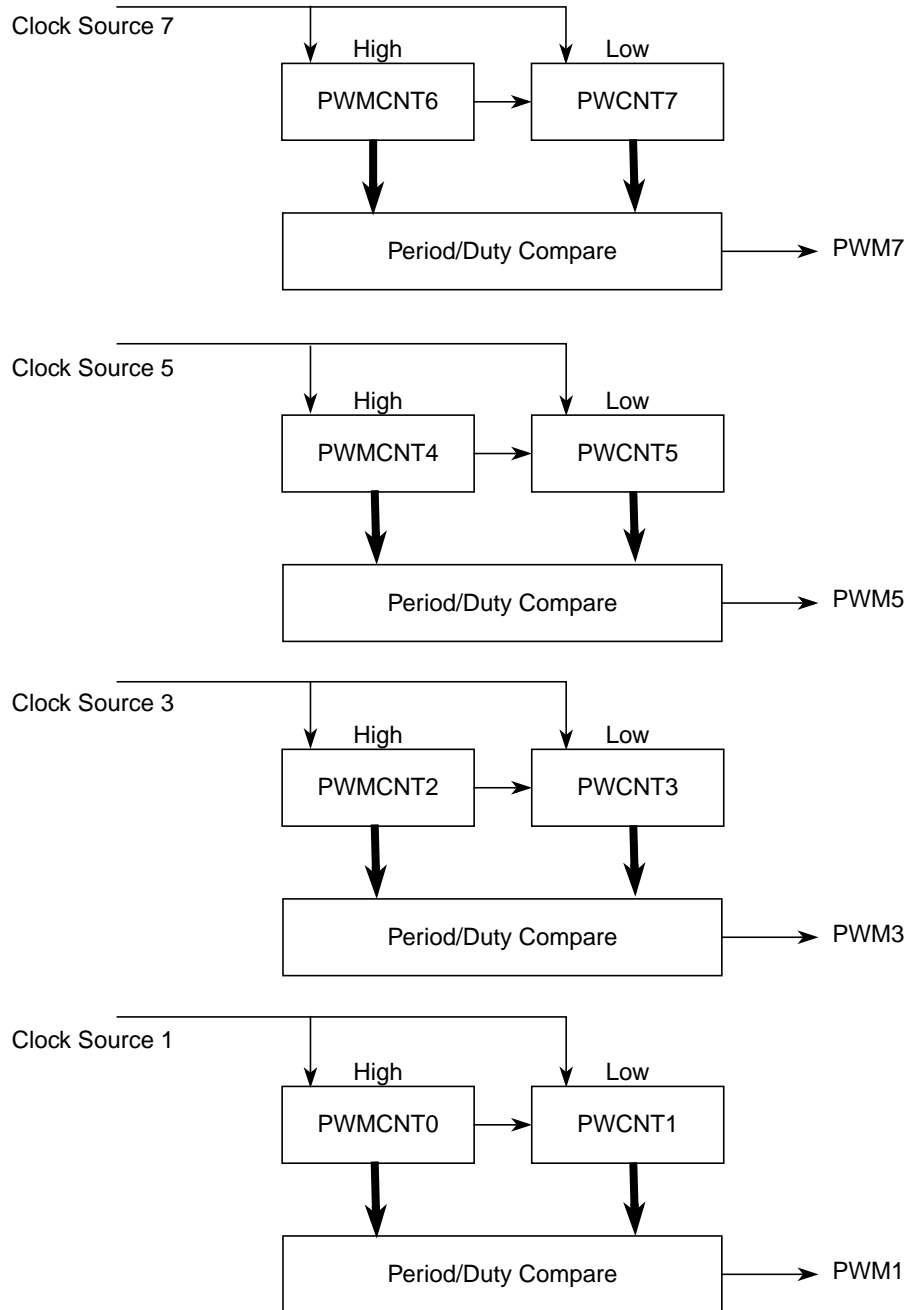 Clock Source 7
High
Low
PWMCNT6
PWCNT7
Period/Duty Compare
PWM7
Clock Source 5
High
Low
PWMCNT4
PWCNT5
Period/Duty Compare
PWM5
Clock Source 3
High
Low
PWMCNT2
PWCNT3
Period/Duty Compare
PWM3
Clock Source 1
High
Low
PWMCNT0
PWCNT1
Period/Duty Compare
PWM1